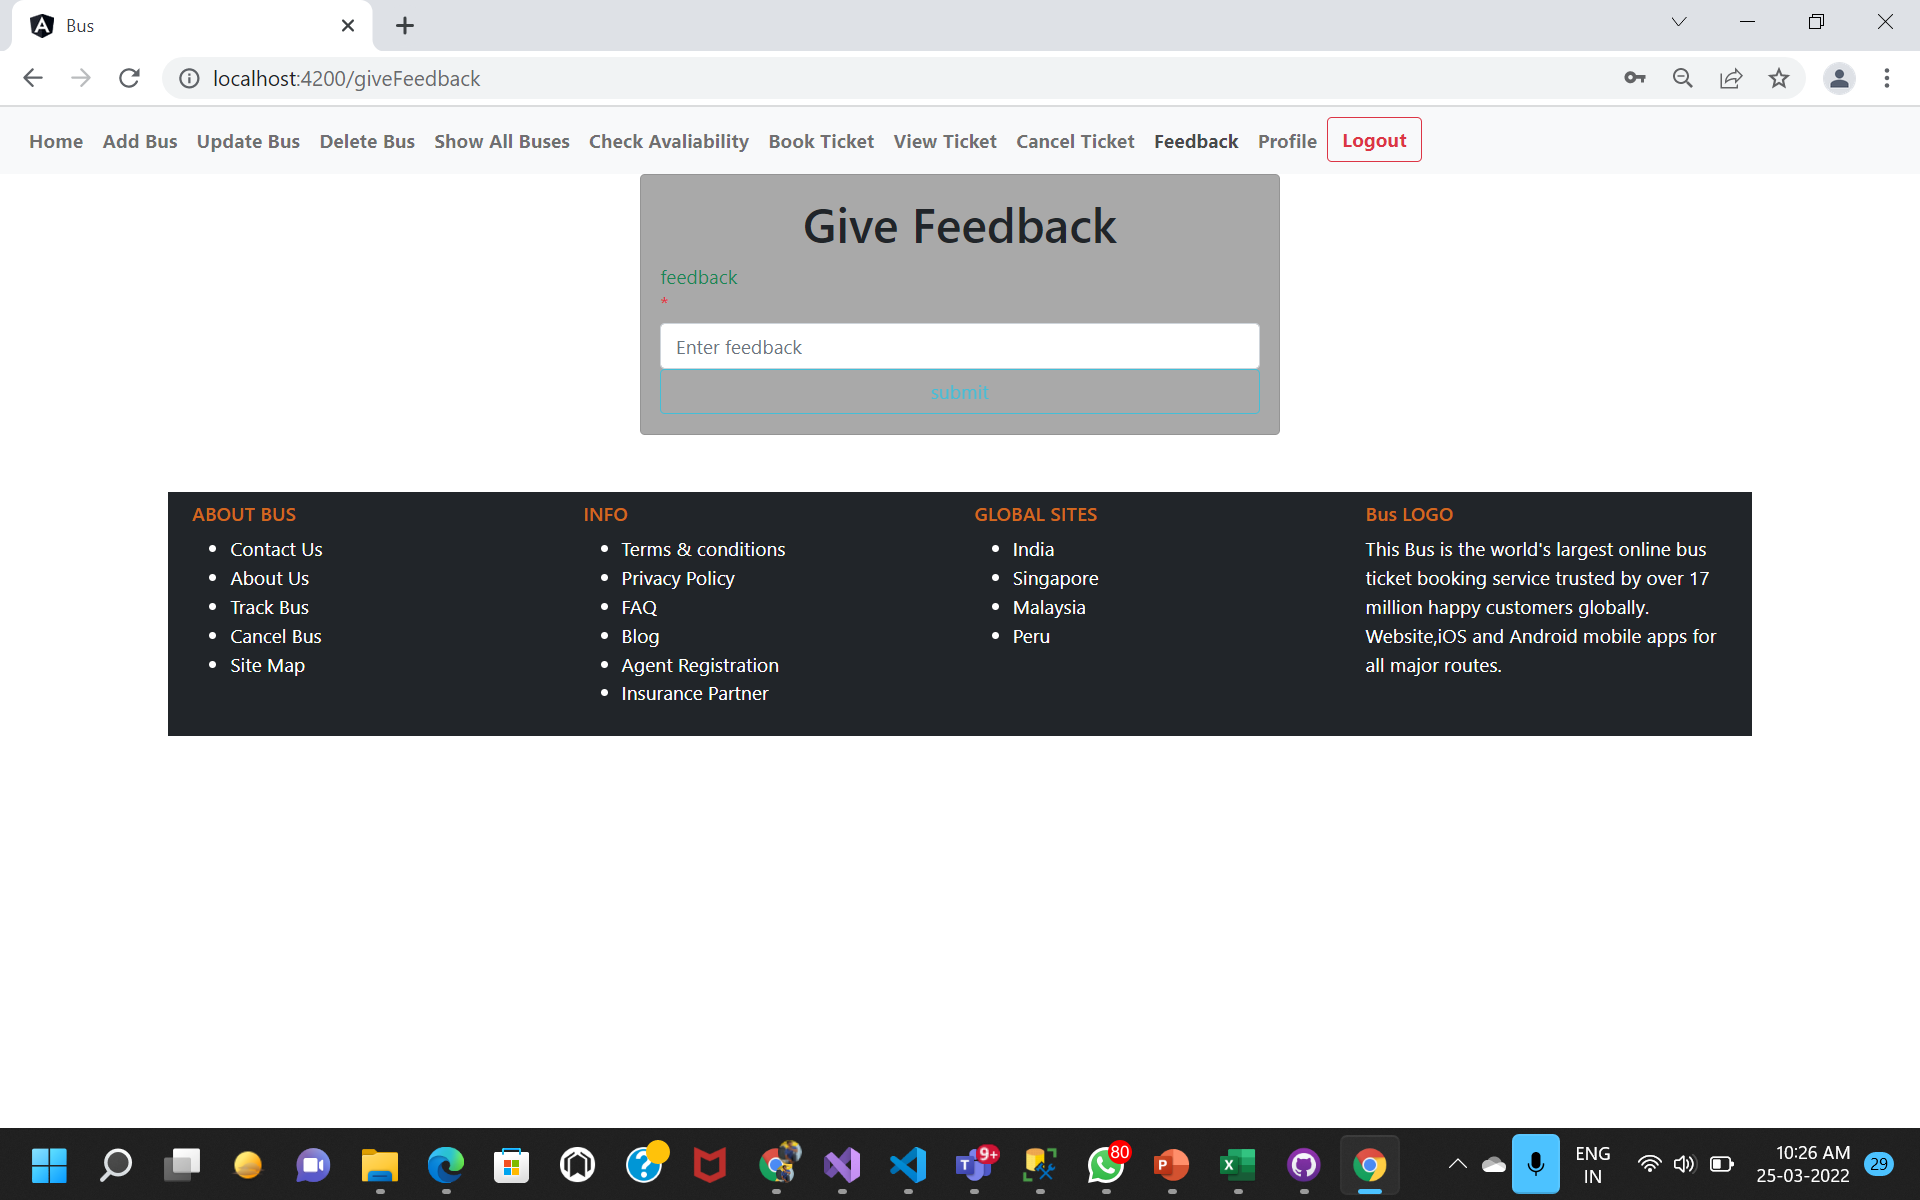 Bus
localhost:4200/giveFeedback
Home Add Bus Update Bus Delete Bus Show All Buses Check Avaliability Book Ticket View Ticket Cancel Ticket Feedback Profile Logout
Give Feedback
feedback
*
Enter feedback
submit
ABOUT BUS
Contact Us
About Us
Track Bus
Cancel Bus
Site Map
INFO
Terms & conditions
Privacy Policy
FAQ
Blog
Agent Registration
Insurance Partner
GLOBAL SITES
India
Singapore
Malaysia
Peru
Bus LOGO
This Bus is the world's largest online bus
ticket booking service trusted by over 17
million happy customers globally.
Website,iOS and Android mobile apps for
all major routes.
9+
80
ENG
IN
10:26 AM
25-03-2022
29